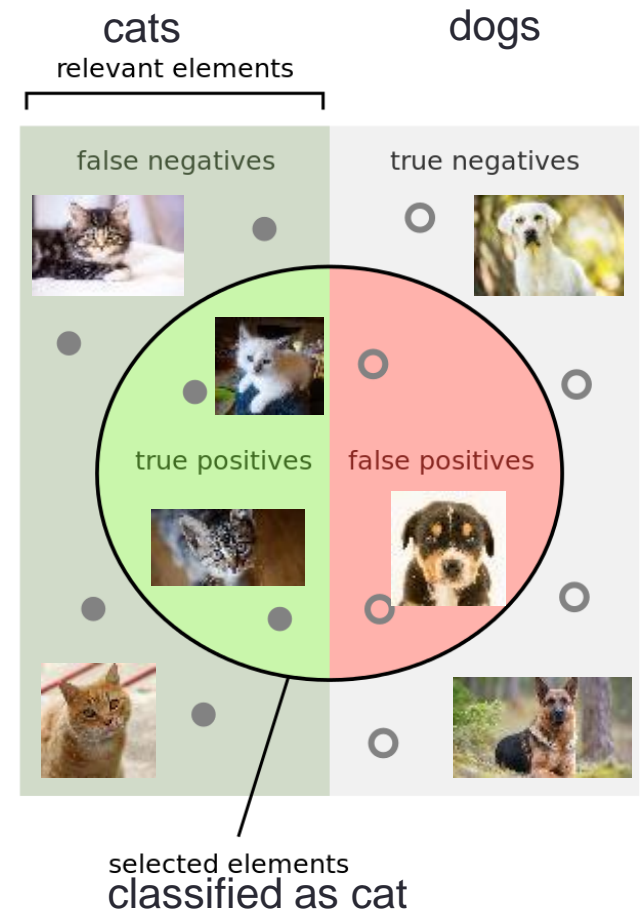 cats
dogs
relevant elements
false negatives
true negatives
true positives
false positives
selected elements
classified as cat